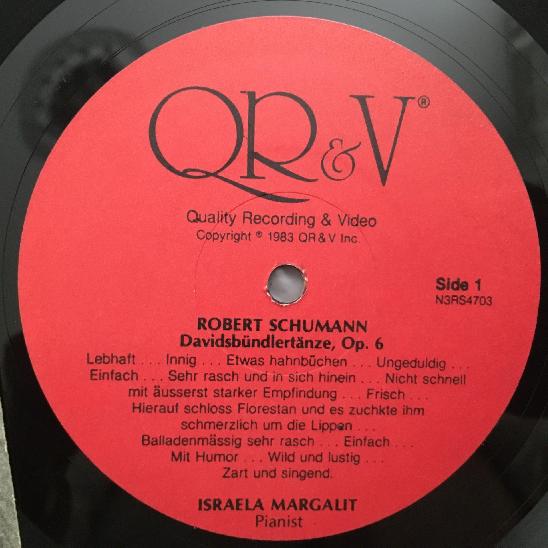 QR&V®
Quality Recording & Video
Copyright ® 1983 QR&V Inc.
Side 1
N3RS4703
ROBERT SCHUMANN
Davidsbündlertänze, Op. 6
Lebhaft . . . Innig . . . Etwas hahnbüchen . . . Ungeduldig . . .
Einfach . . . Sehr rasch und in sich hinein . . . Nicht schnell
mit äusserst starker Empfindung . . . Frisch . . .
Hierauf schloss Florestan und es zuchkte ihm
schmerzlich um die Lippen . . .
Balladenmässig sehr rasch . . . Einfach . . .
Mit Humor . . . Wild und lustig . . .
Zart und singend.
ISRAELA MARGALIT
Pianist